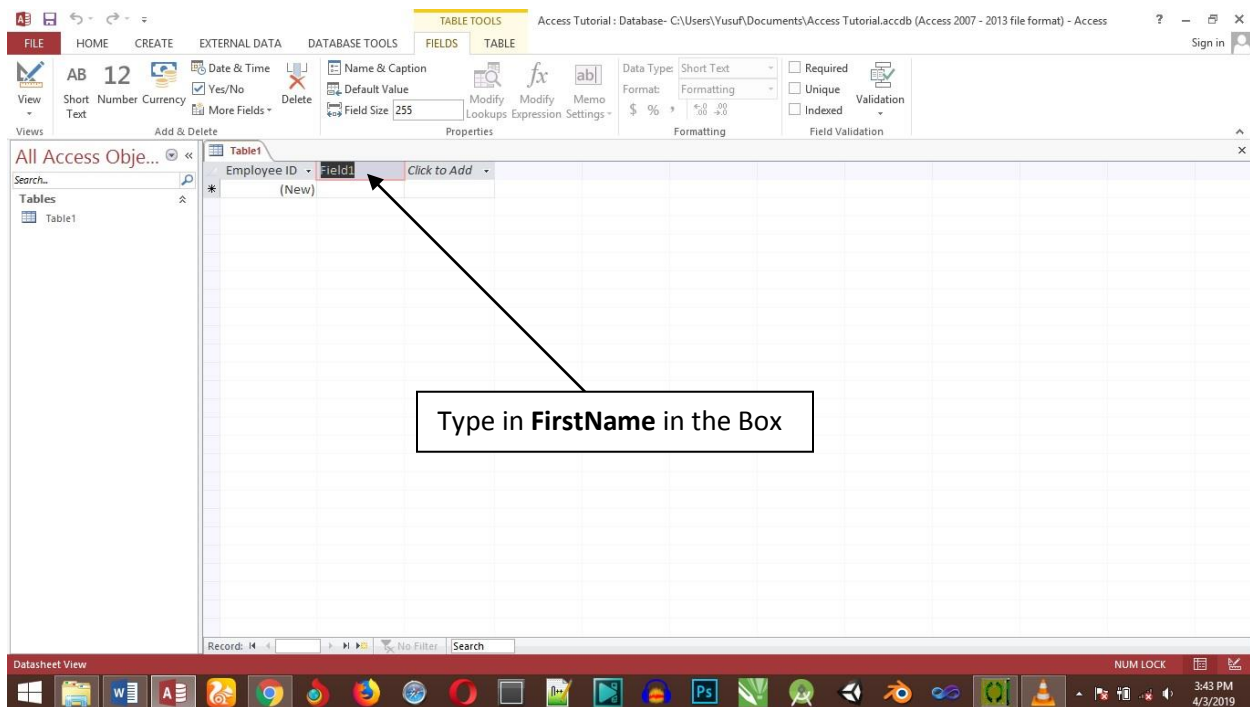 TABLE TOOLS Access Tutorial : Database- C:\Users\Yusuf\Documents\Access Tutorial.accdb (Access 2007 - 2013 file format) - Access ?
FILE HOME CREATE EXTERNAL DATA DATABASE TOOLS FIELDS TABLE Sign in
View
Views
AB Short Text
12 Number
Currency
Date & Time
Yes/No
More Fields
Delete
Add & Delete
Name & Caption
Default Value
Field Size 255
Modify Lookups
fx Modify Expression
ab Memo Settings
Properties
Data Type: Short Text
Format: Formatting
$ % , .00 .0
Formatting
Required
Unique
Indexed
Validation
Field Validation
All Access Obje... «
Search...
Tables
Table1
Table1
Employee ID Field1 Click to Add
* (New)
Type in FirstName in the Box
Record: No Filter Search
Datasheet View NUM LOCK
Ps
3:43 PM
4/3/2019